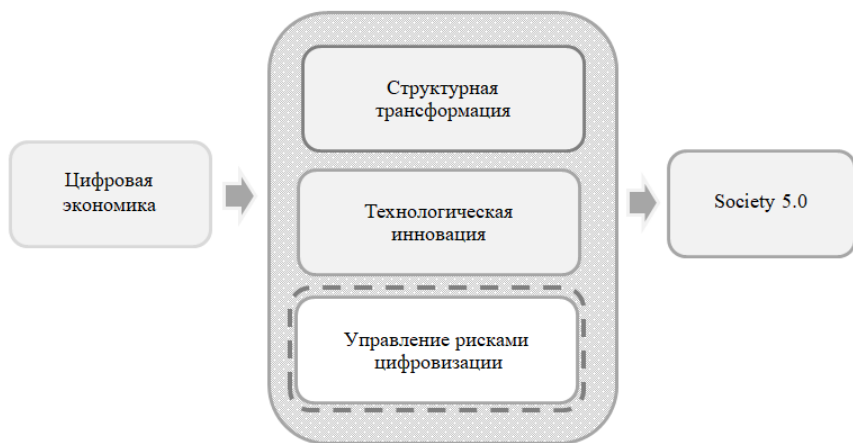 Структурная
трансформация
Цифровая
экономика
Технологическая
инновация
Society 5.0
Управление рисками
цифровизации